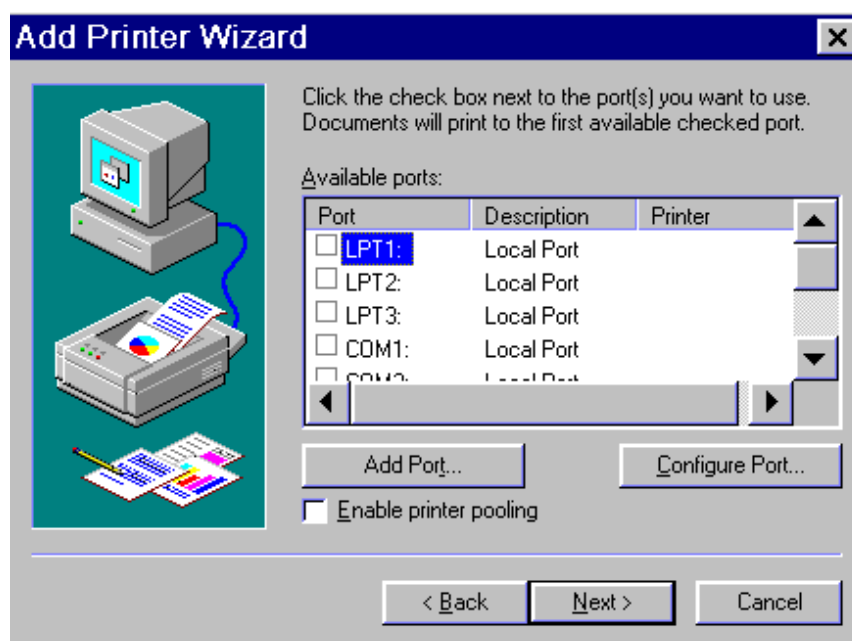 Add Printer Wizard
Click the check box next to the port(s) you want to use.
Documents will print to the first available checked port.
Available ports:
Port Description Printer
LPT1: Local Port
LPT2: Local Port
LPT3: Local Port
COM1: Local Port
Add Port...
Configure Port...
Enable printer pooling
< Back
Next >
Cancel